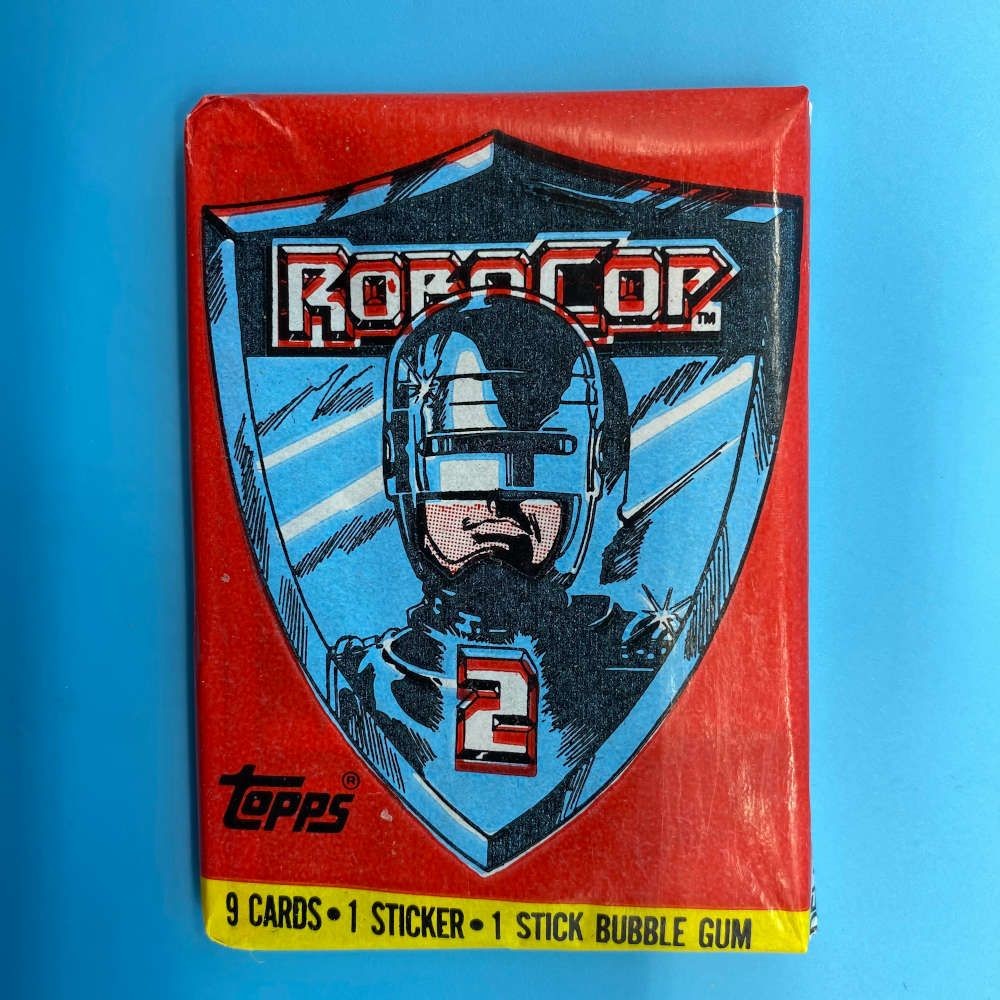 ROBOCOP™
2
topps®
9 CARDS • 1 STICKER • 1 STICK BUBBLE GUM